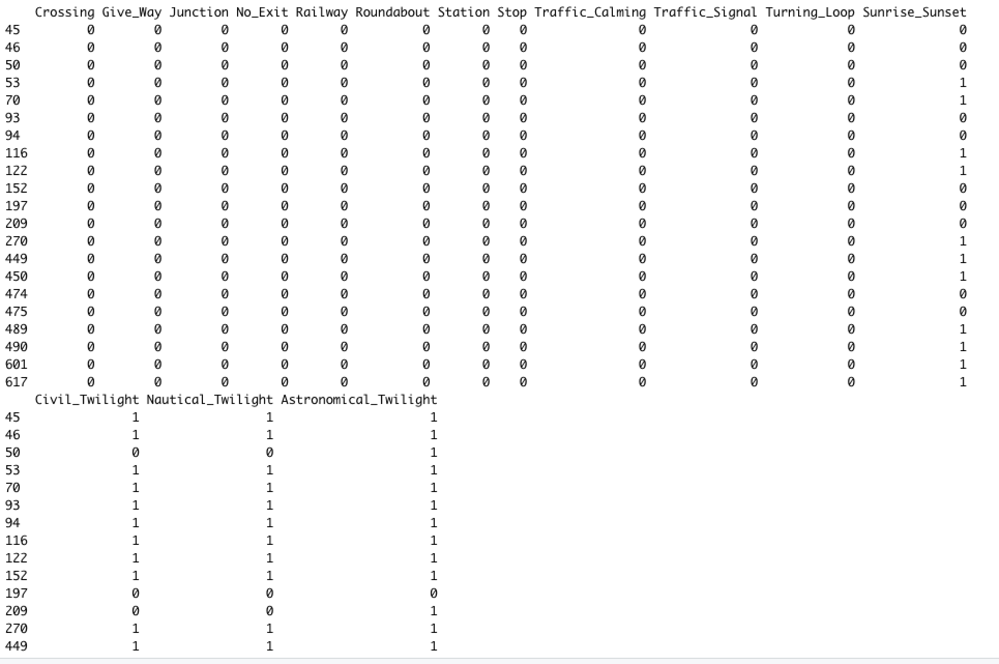 Crossing Give_Way Junction No_Exit Railway Roundabout Station Stop Traffic_Calming Traffic_Signal Turning_Loop Sunrise_Sunset
45 0 0 0 0 0 0 0 0 0 0 0 0
46 0 0 0 0 0 0 0 0 0 0 0 0
50 0 0 0 0 0 0 0 0 0 0 0 0
53 0 0 0 0 0 0 0 0 0 0 0 1
70 0 0 0 0 0 0 0 0 0 0 0 1
93 0 0 0 0 0 0 0 0 0 0 0 0
94 0 0 0 0 0 0 0 0 0 0 0 0
116 0 0 0 0 0 0 0 0 0 0 0 1
122 0 0 0 0 0 0 0 0 0 0 0 1
152 0 0 0 0 0 0 0 0 0 0 0 0
197 0 0 0 0 0 0 0 0 0 0 0 0
209 0 0 0 0 0 0 0 0 0 0 0 0
270 0 0 0 0 0 0 0 0 0 0 0 1
449 0 0 0 0 0 0 0 0 0 0 0 1
450 0 0 0 0 0 0 0 0 0 0 0 1
474 0 0 0 0 0 0 0 0 0 0 0 0
475 0 0 0 0 0 0 0 0 0 0 0 0
489 0 0 0 0 0 0 0 0 0 0 0 1
490 0 0 0 0 0 0 0 0 0 0 0 1
601 0 0 0 0 0 0 0 0 0 0 0 1
617 0 0 0 0 0 0 0 0 0 0 0 1
Civil_Twilight Nautical_Twilight Astronomical_Twilight
45 1 1 1
46 1 1 1
50 0 0 1
53 1 1 1
70 1 1 1
93 1 1 1
94 1 1 1
116 1 1 1
122 1 1 1
152 1 1 1
197 0 0 0
209 0 0 1
270 1 1 1
449 1 1 1